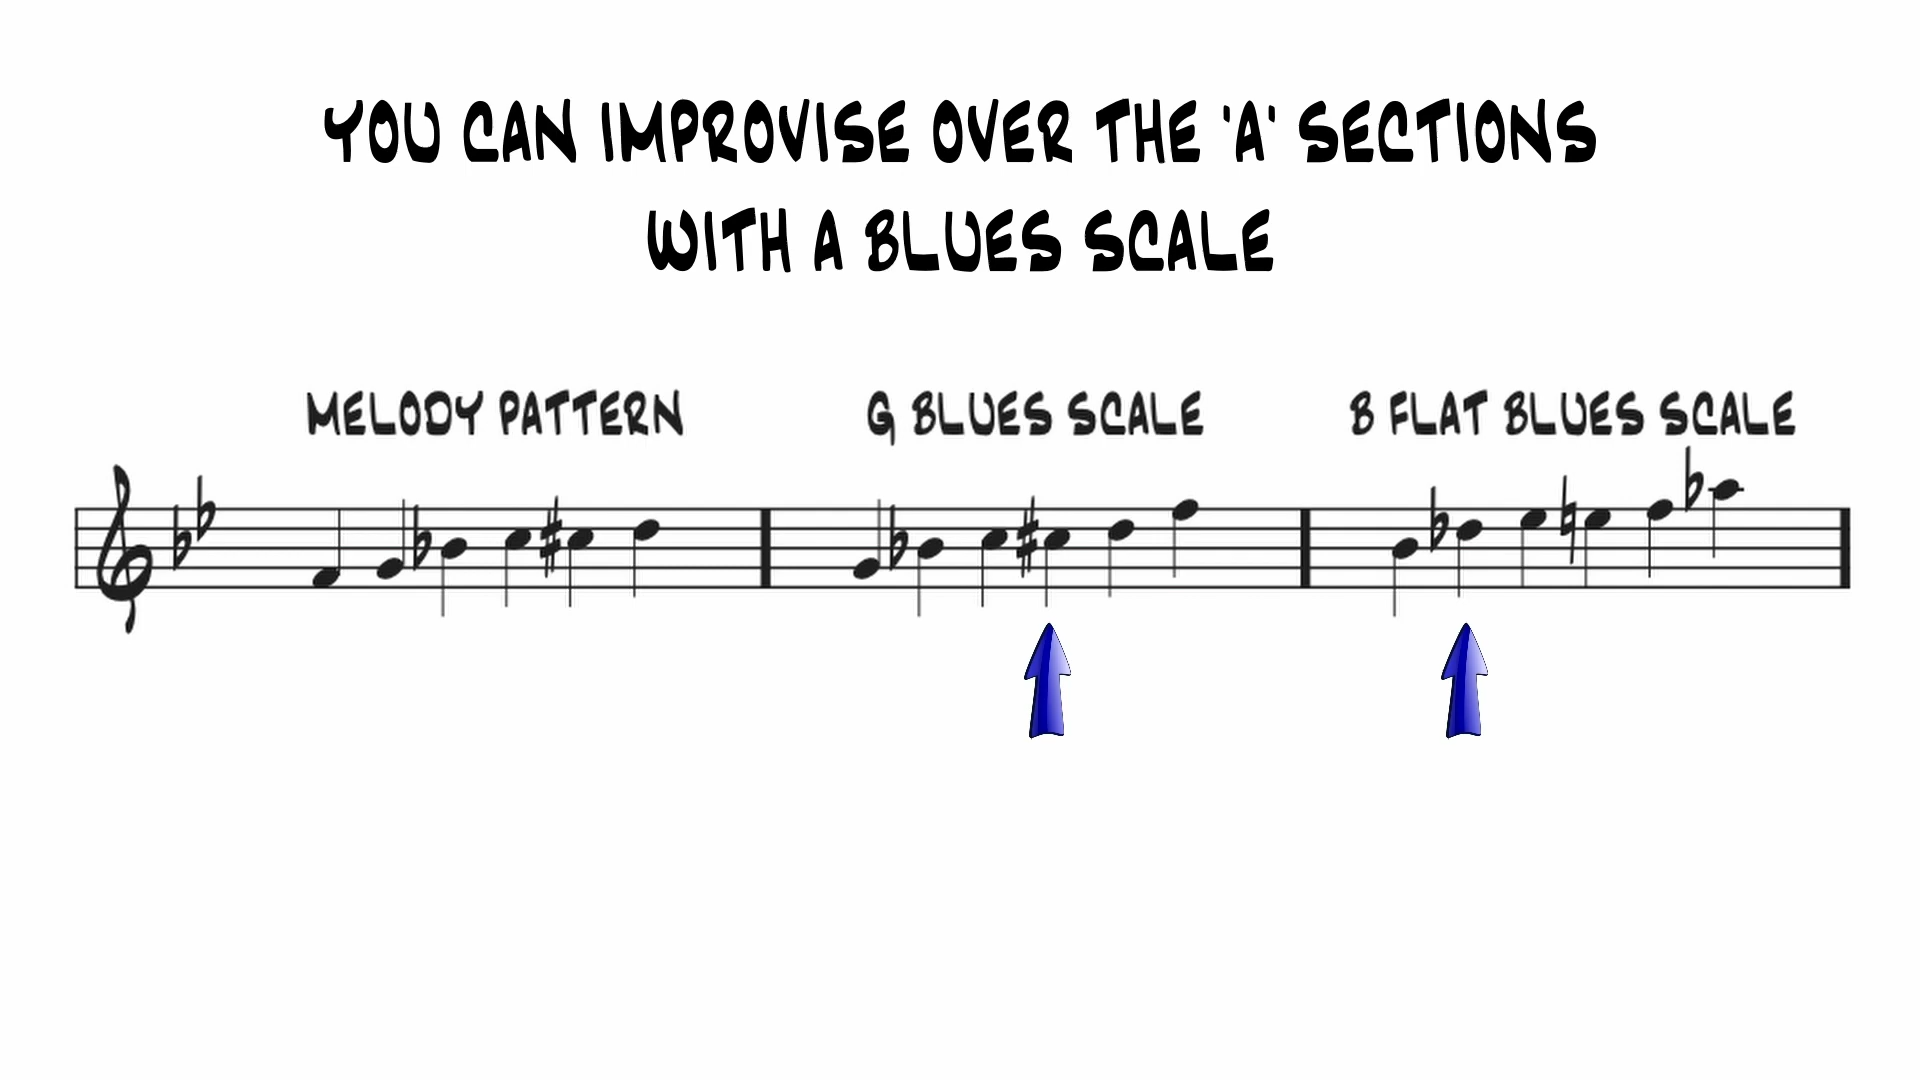 YOU CAN IMPROVISE OVER THE 'A' SECTIONS
WITH A BLUES SCALE
MELODY PATTERN
G BLUES SCALE
B FLAT BLUES SCALE